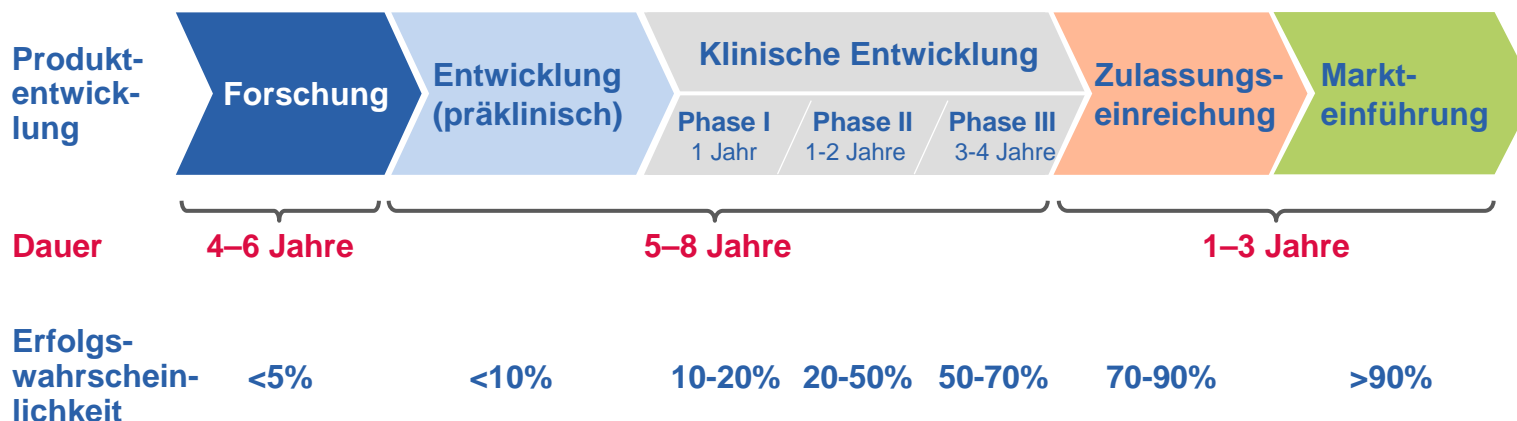 Produkt-
entwick-
lung
Forschung
Entwicklung
(präklinisch)
Klinische Entwicklung
Phase I
1 Jahr
Phase II
1-2 Jahre
Phase III
3-4 Jahre
Zulassungs-
einreichung
Markt-
einführung
Dauer
4–6 Jahre
5–8 Jahre
1–3 Jahre
Erfolgs-
wahrschein-
lichkeit
<5%
<10%
10-20%
20-50%
50-70%
70-90%
>90%